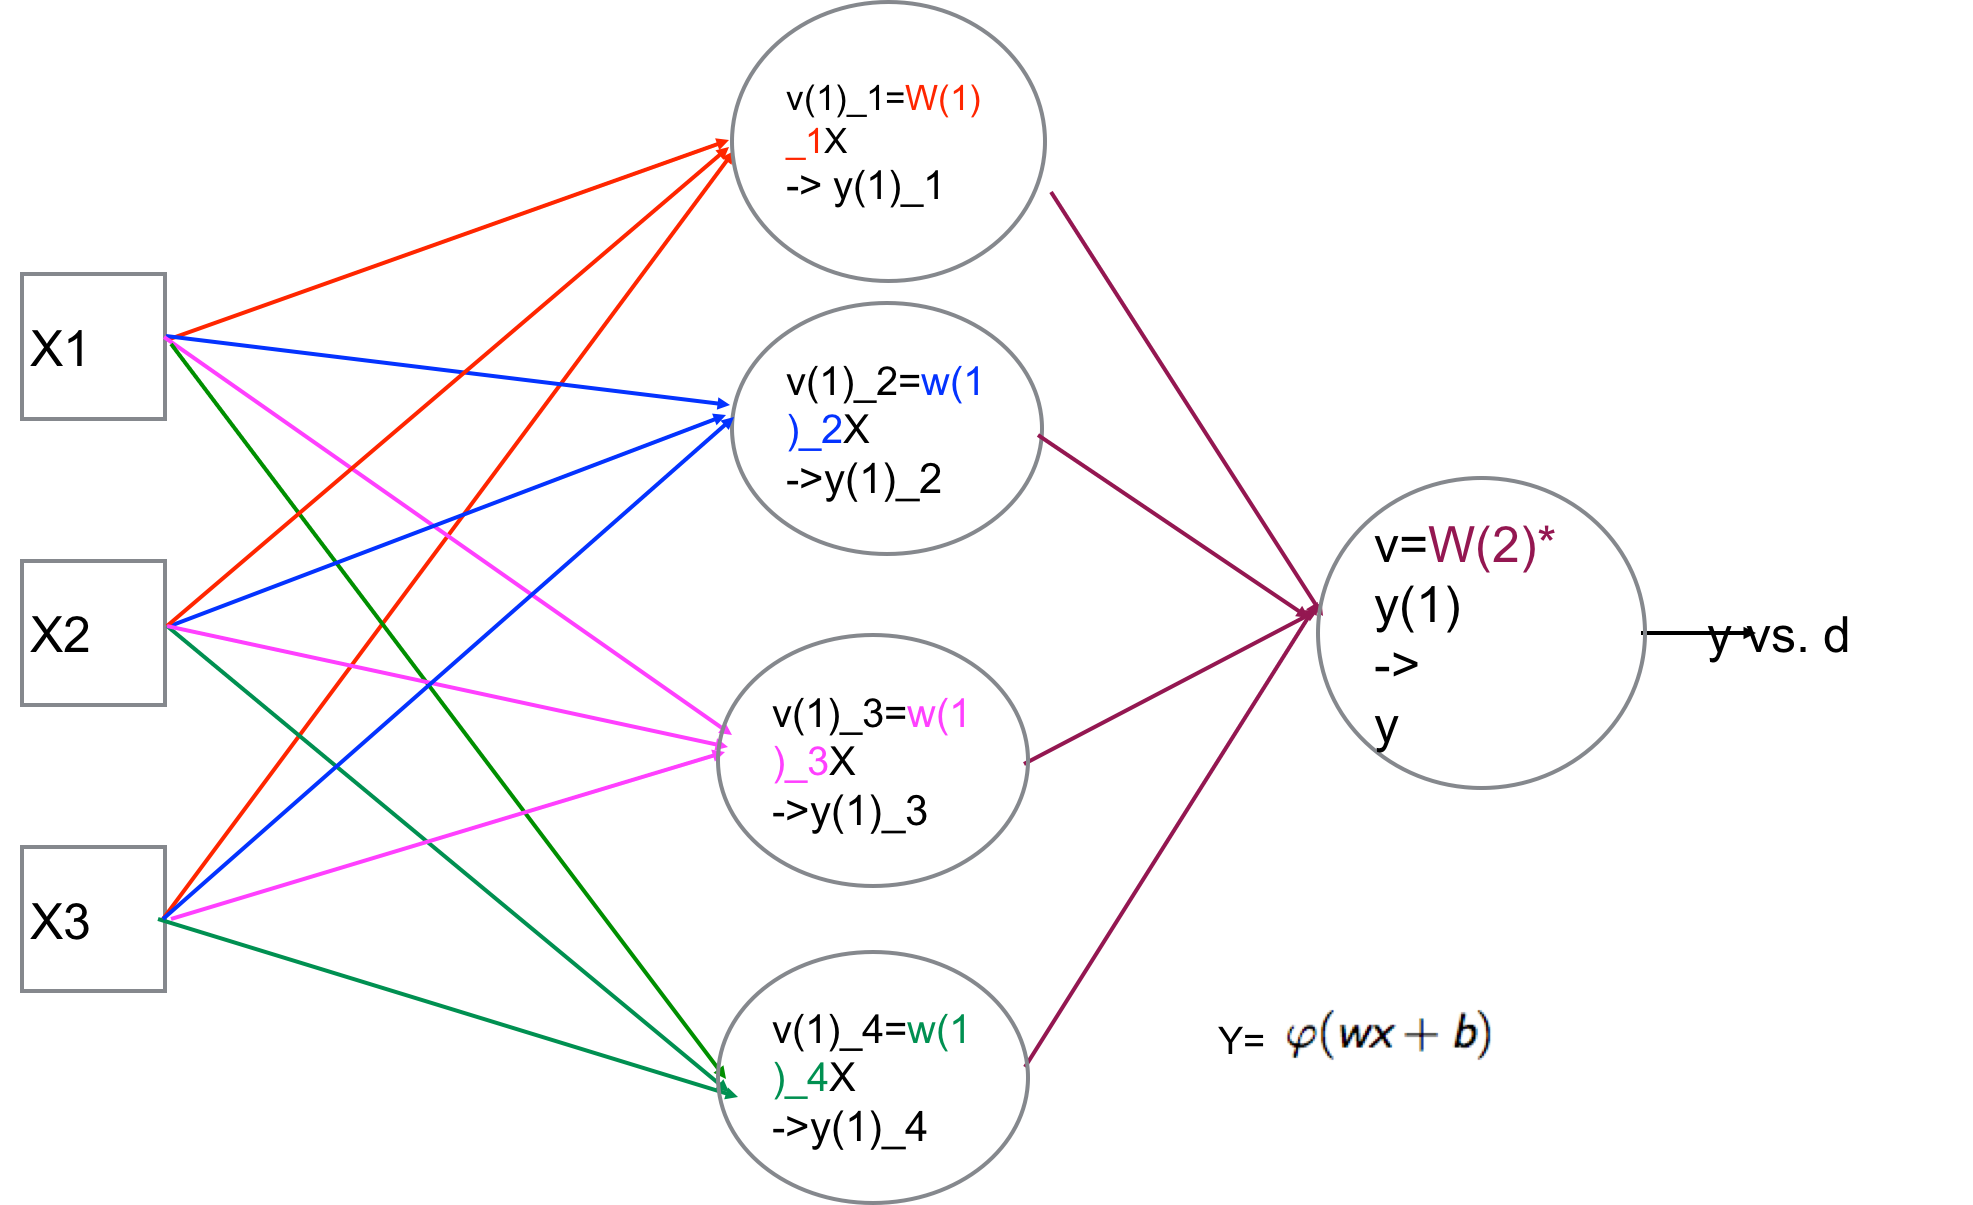 X1
X2
X3
v(1)_1=W(1)
_1X
-> y(1)_1
v(1)_2=w(1
)_2X
->y(1)_2
v(1)_3=w(1
)_3X
->y(1)_3
v(1)_4=w(1
)_4X
->y(1)_4
v=W(2)*
y(1)
->
y
y vs. d
Y= φ(wx + b)